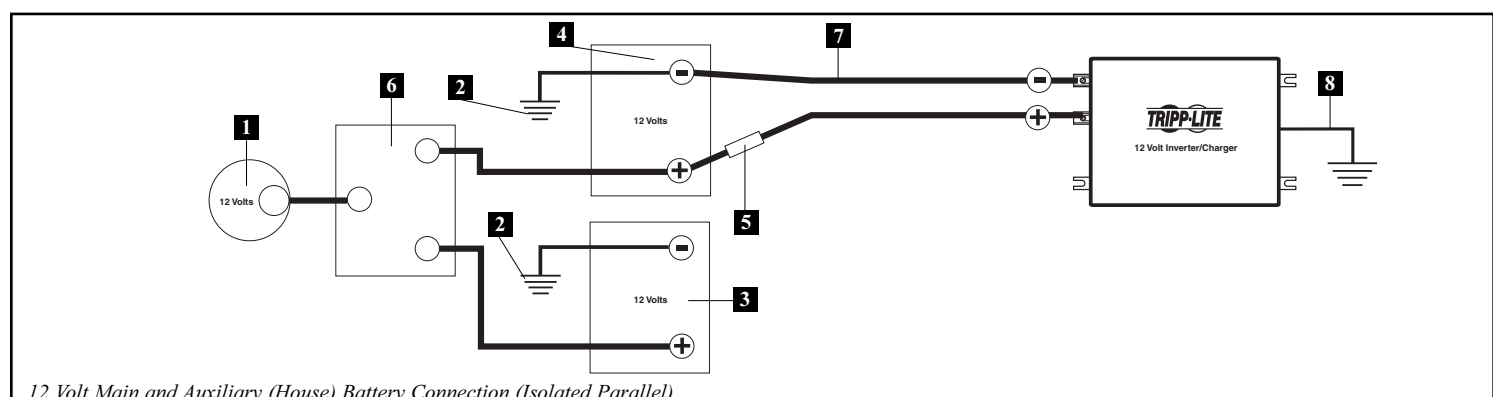 4
7
6
2
8
1
12 Volts
TRIPP·LITE
12 Volt Inverter/Charger
12 Volts
5
2
12 Volts
3
12 Volt Main and Auxiliary (House) Battery Connection (Isolated Parallel)